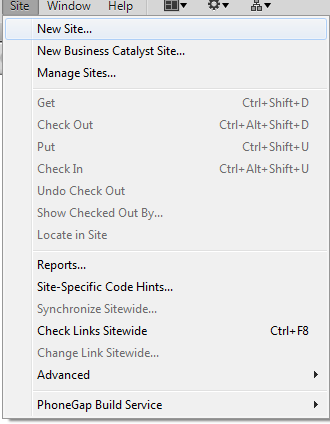 Site Window Help
New Site...
New Business Catalyst Site...
Manage Sites...
Get Ctrl+Shift+D
Check Out Ctrl+Alt+Shift+D
Put Ctrl+Shift+U
Check In Ctrl+Alt+Shift+U
Undo Check Out
Show Checked Out By...
Locate in Site
Reports...
Site-Specific Code Hints...
Synchronize Sitewide...
Check Links Sitewide Ctrl+F8
Change Link Sitewide...
Advanced
PhoneGap Build Service